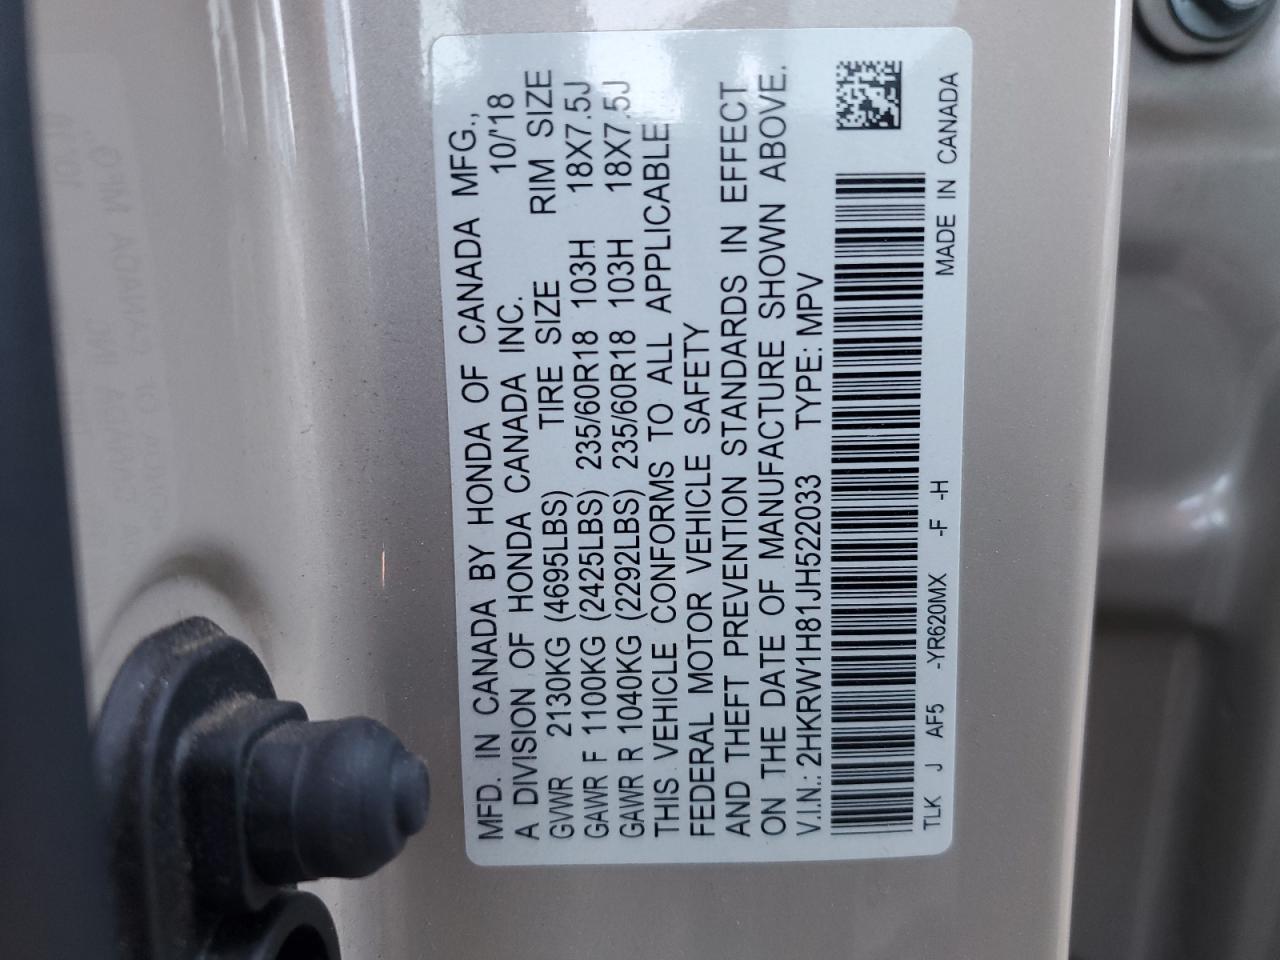 MFD. IN CANADA BY HONDA OF CANADA MFG.,
A DIVISION OF HONDA CANADA INC. 10/'18
GVWR 2130KG (4695LBS) TIRE SIZE RIM SIZE
GAWR F 1100KG (2425LBS) 235/60R18 103H 18X7.5J
GAWR R 1040KG (2292LBS) 235/60R18 103H 18X7.5J
THIS VEHICLE CONFORMS TO ALL APPLICABLE
FEDERAL MOTOR VEHICLE SAFETY
AND THEFT PREVENTION STANDARDS IN EFFECT
ON THE DATE OF MANUFACTURE SHOWN ABOVE.
V.I.N.: 2HKRW1H81JH522033 TYPE: MPV
TLK J AF5 -YR620MX -F -H MADE IN CANADA